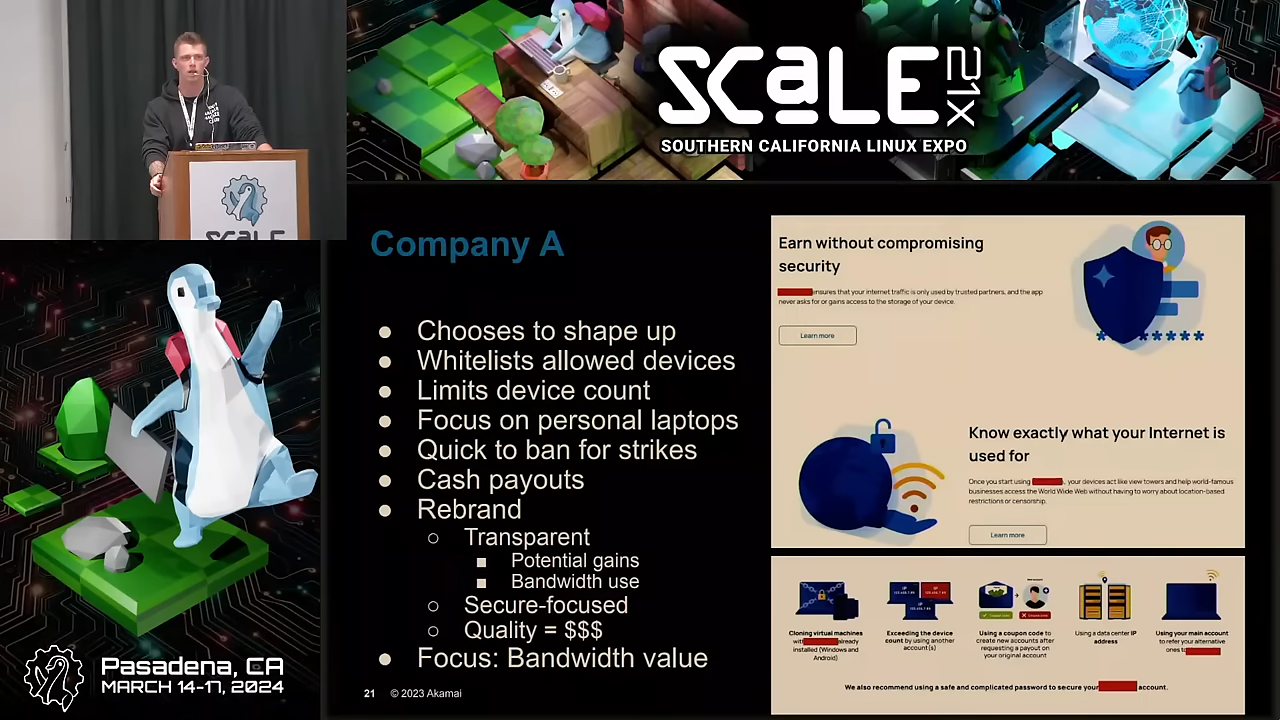 SCALE
21X
SOUTHERN CALIFORNIA LINUX EXPO
SCALE
Company A
● Chooses to shape up
● Whitelists allowed devices
● Limits device count
● Focus on personal laptops
● Quick to ban for strikes
● Cash payouts
● Rebrand
○ Transparent
■ Potential gains
■ Bandwidth use
○ Secure-focused
○ Quality = $$$
● Focus: Bandwidth value
21 © 2023 Akamai
Earn without compromising
security
ensures that your internet traffic is only used by trusted partners, and the app
never asks for or gains access to the storage of your device.
Learn more
Know exactly what your Internet is
used for
Once you start using , your devices act like view towers and help world-famous
businesses access the World Wide Web without having to worry about location-based
restrictions or censorship.
Learn more
Cloning virtual machines
with already
installed (Windows and
Android)
Exceeding the device
count by using another
account(s)
Using a coupon code to
create new accounts after
requesting a payout on
your original account
Using a data center IP
address
Using your main account
to refer your alternative
ones to
We also recommend using a safe and complicated password to secure your account.
Pasadena, CA
MARCH 14-17, 2024